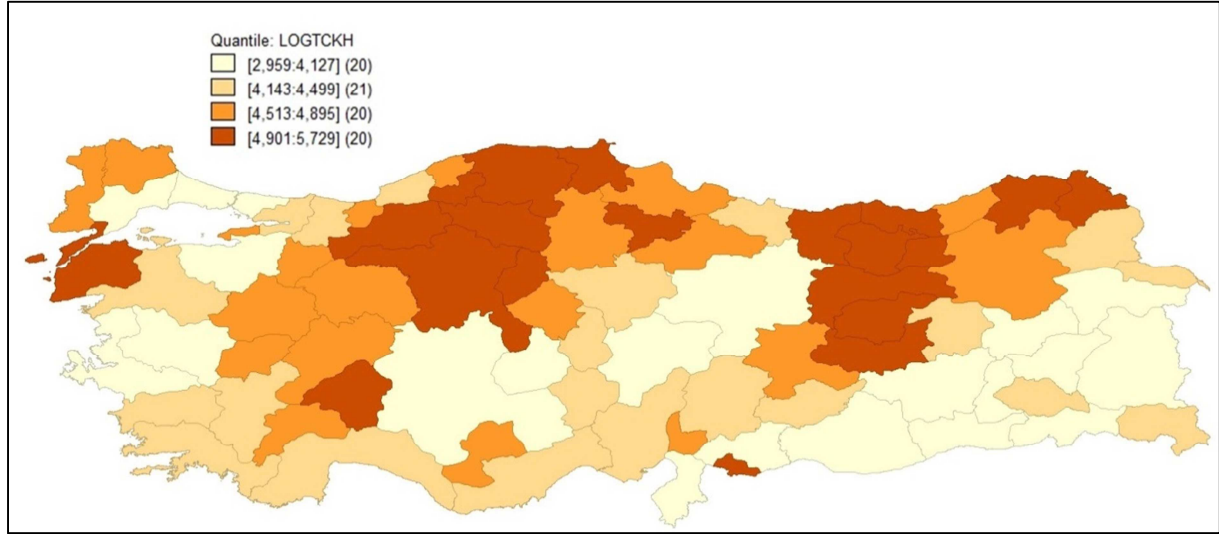 Quantile: LOGTCKH
[2,959:4,127] (20)
[4,143:4,499] (21)
[4,513:4,895] (20)
[4,901:5,729] (20)